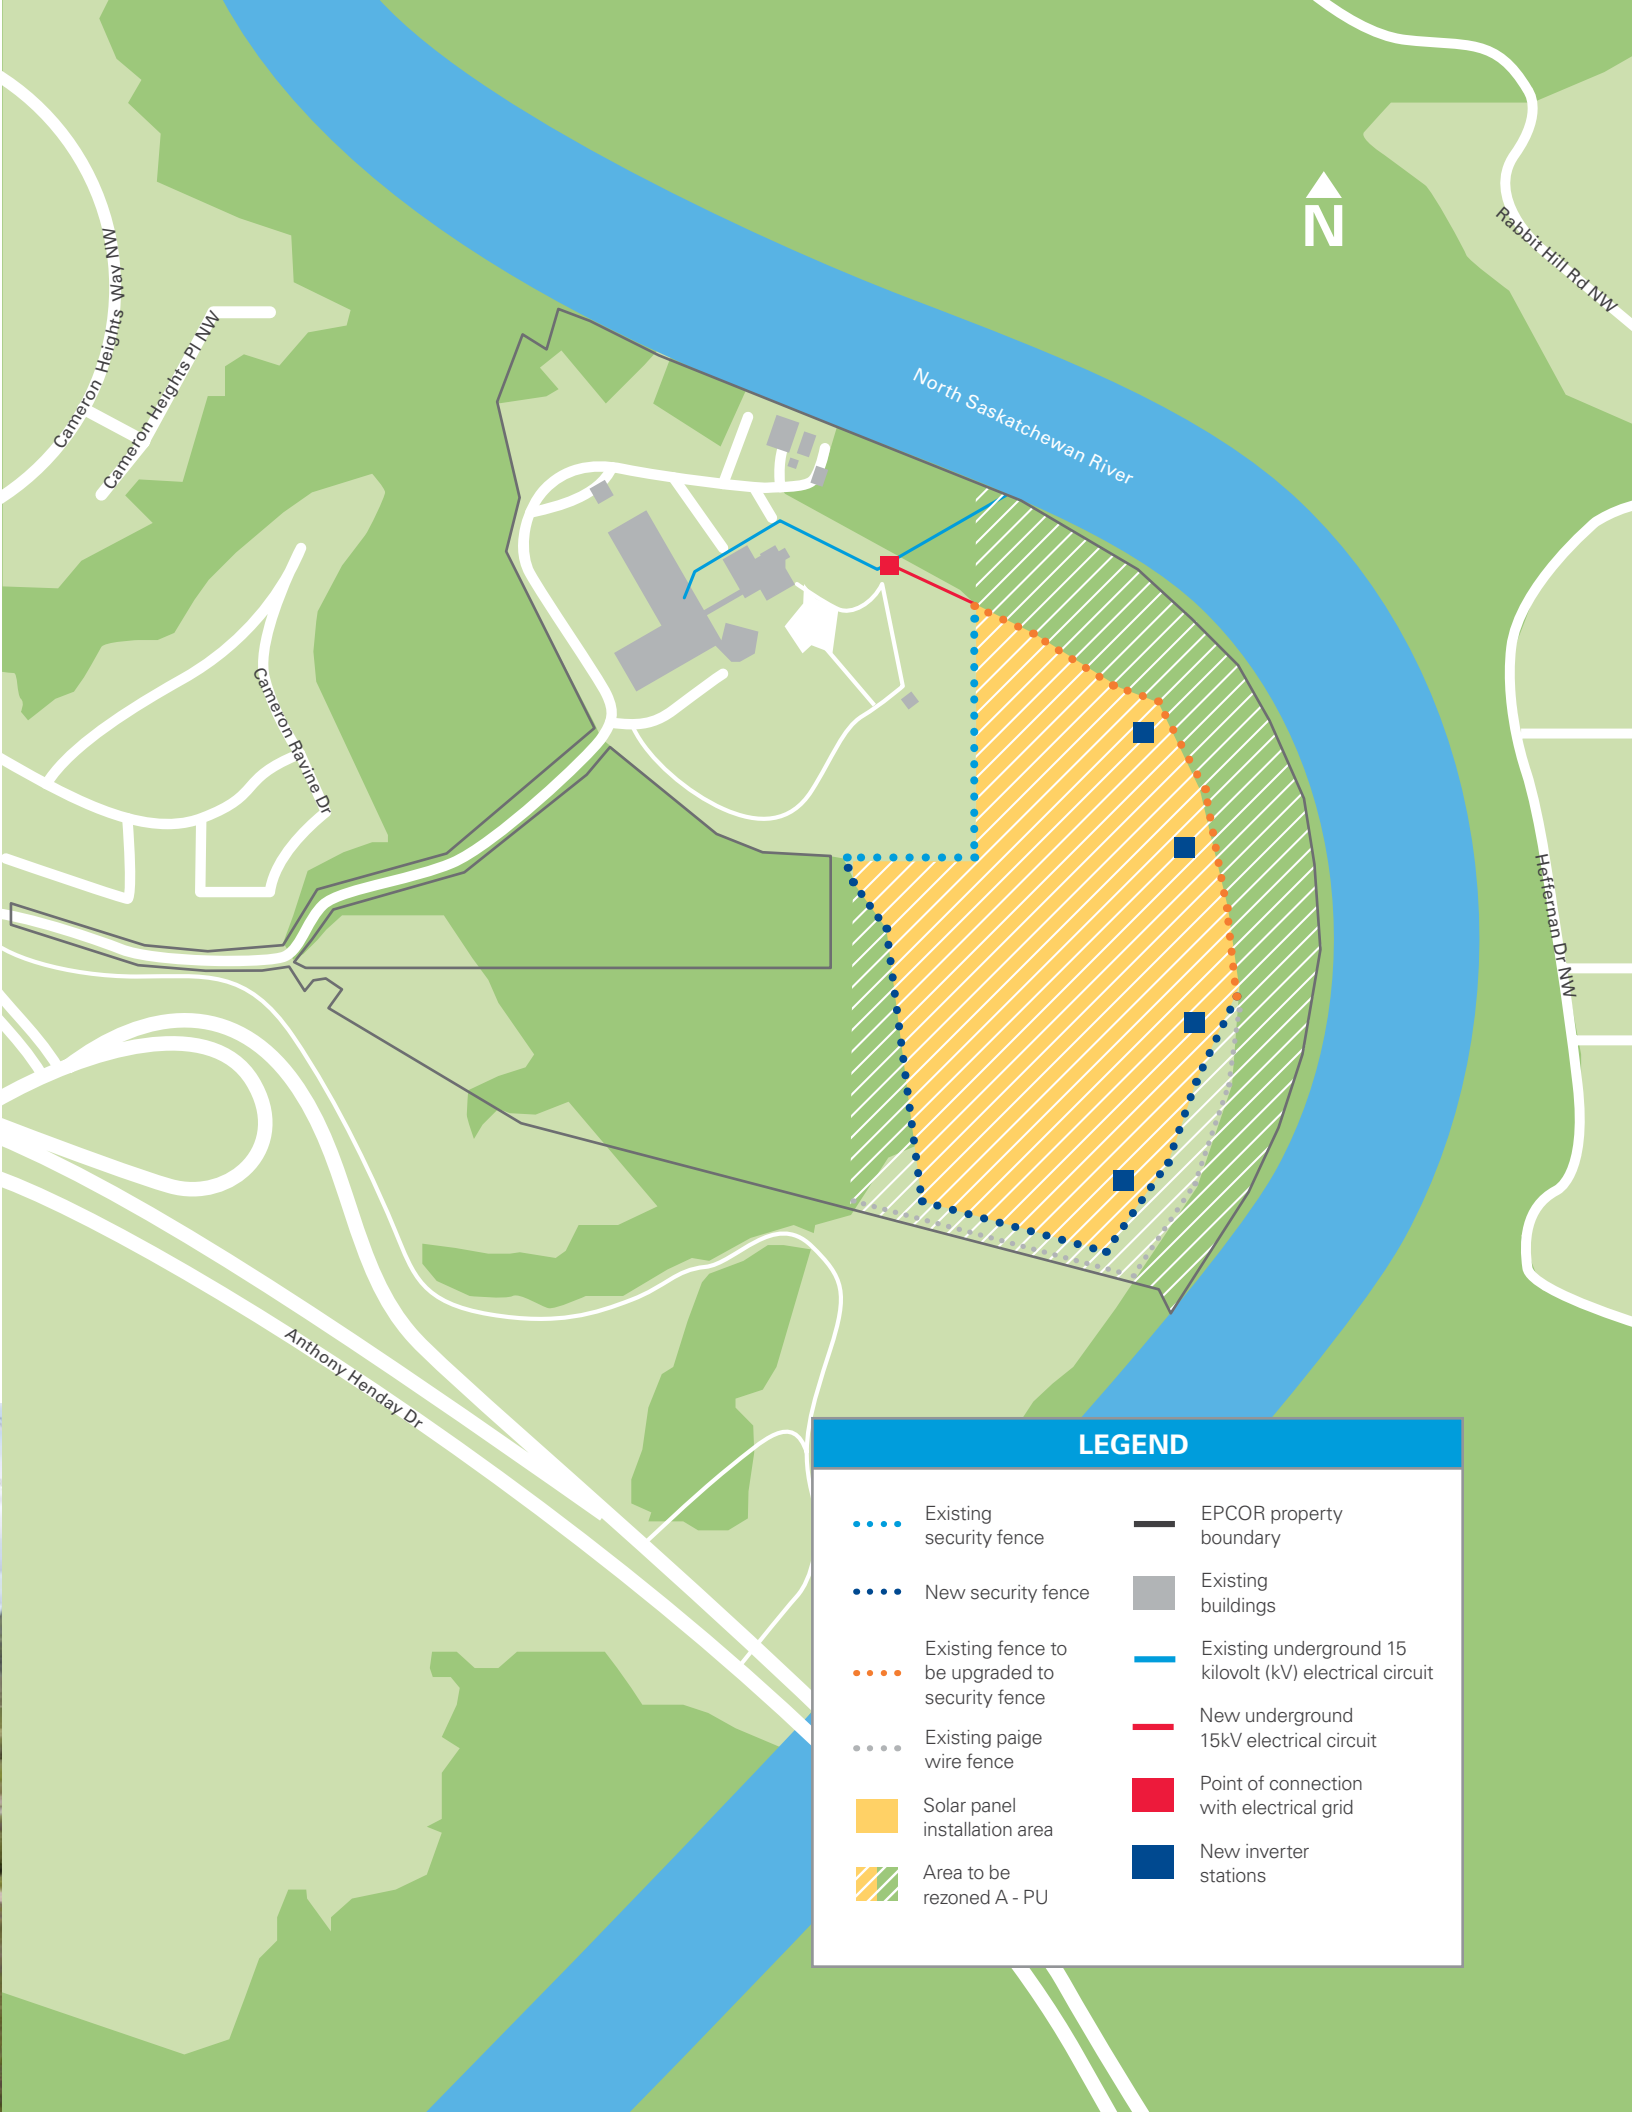 N
Rabbit Hill Rd NW
Cameron Heights Way NW
Cameron Heights Pl NW
North Saskatchewan River
Cameron Ravine Dr
Heffernan Dr NW
Anthony Henday Dr
LEGEND
Existing
security fence
New security fence
Existing fence to
be upgraded to
security fence
Existing paige
wire fence
Solar panel
installation area
Area to be
rezoned A - PU
EPCOR property
boundary
Existing
buildings
Existing underground 15
kilovolt (kV) electrical circuit
New underground
15kV electrical circuit
Point of connection
with electrical grid
New inverter
stations